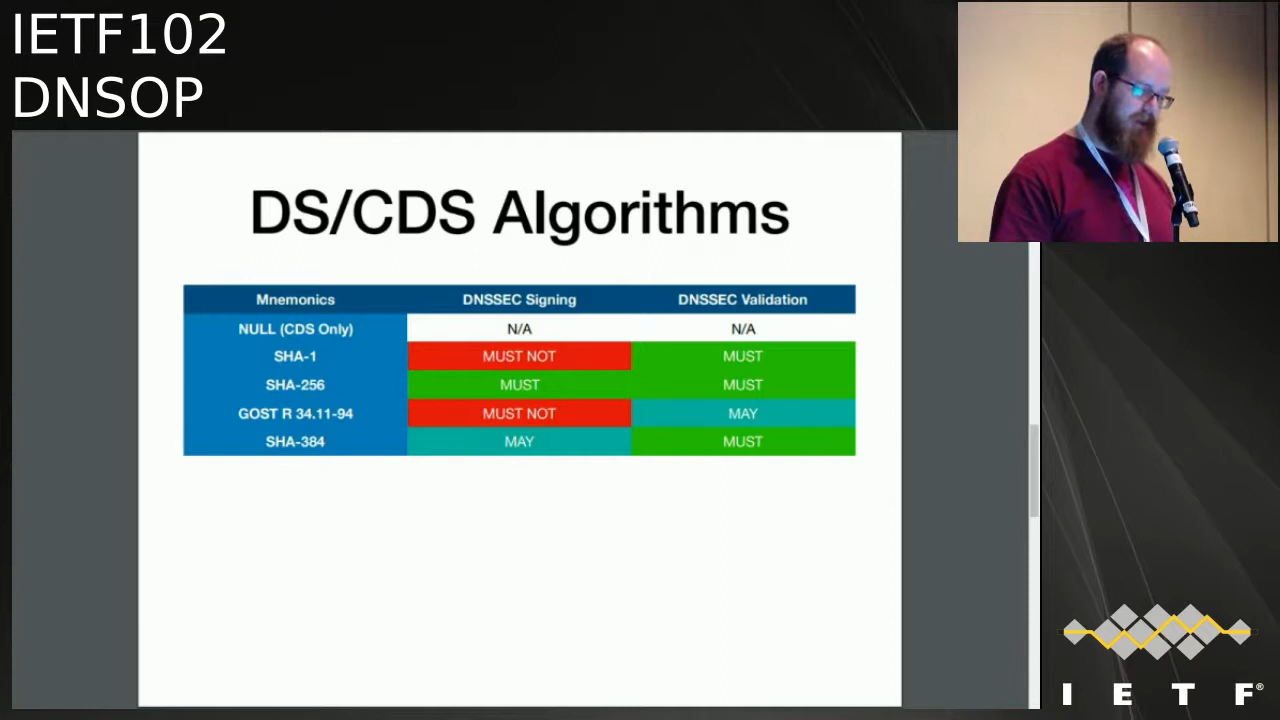 IETF102
DNSOP
DS/CDS Algorithms
Mnemonics DNSSEC Signing DNSSEC Validation
NULL (CDS Only) N/A N/A
SHA-1 MUST NOT MUST
SHA-256 MUST MUST
GOST R 34.11-94 MUST NOT MAY
SHA-384 MAY MUST
I E T F®